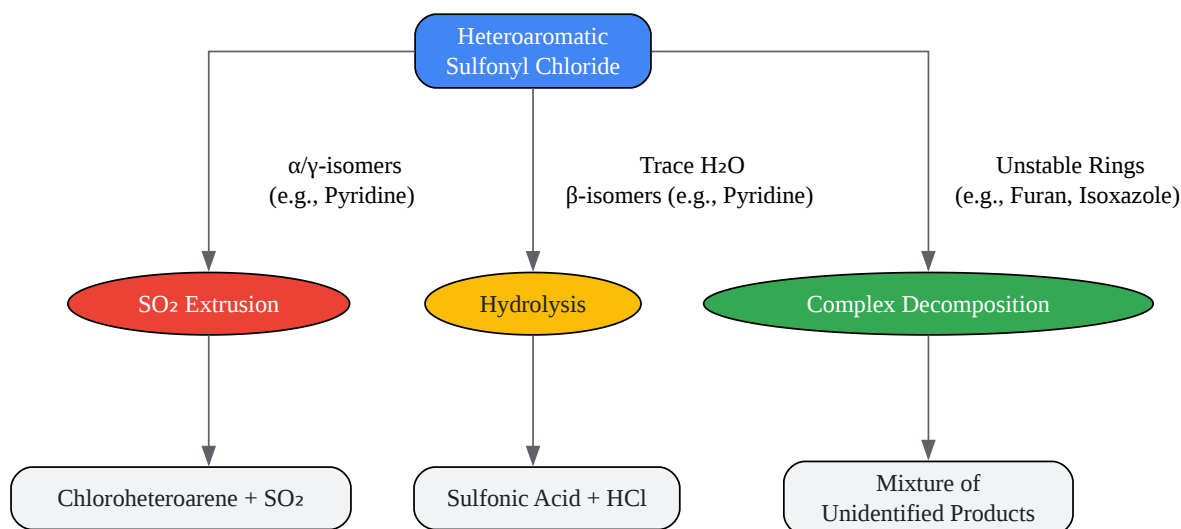 Heteroaromatic
Sulfonyl Chloride
α/γ-isomers
(e.g., Pyridine)
Trace H₂O
β-isomers (e.g., Pyridine)
Unstable Rings
(e.g., Furan, Isoxazole)
SO₂ Extrusion
Hydrolysis
Complex Decomposition
Chloroheteroarene + SO₂
Sulfonic Acid + HCl
Mixture of
Unidentified Products